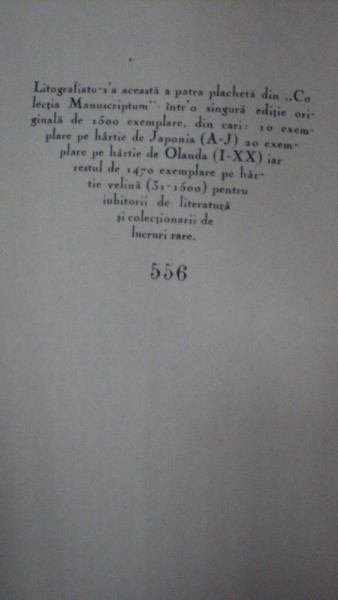 Litografiatu-s'a această a patra plachetă din „Co
lecția Manuscriptum" într'o singură ediție ori-
ginală de 1500 exemplare, din cari: 10 exem-
plare pe hârtie de Japonia (A-J) 20 exem-
plare pe hârtie de Olanda (I-XX) iar
restul de 1470 exemplare pe hâr-
tie velină (31-1500) pentru
iubitorii de literatură
și colecționarii de
lucruri rare.
556